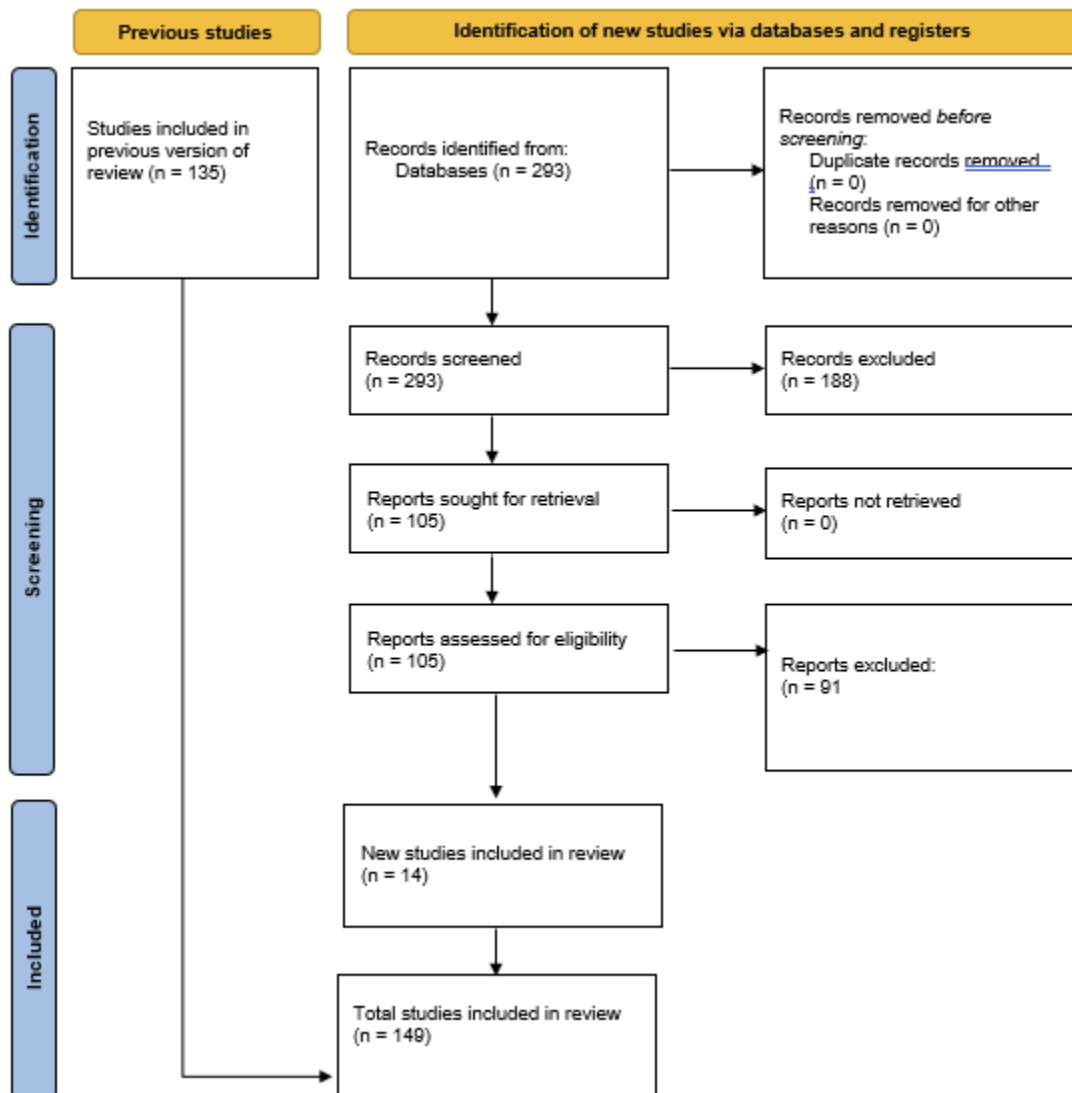 Previous studies
Identification of new studies via databases and registers
Identification
Studies included in
previous version of
review (n = 135)
Records identified from:
Databases (n = 293)
Records removed before
screening:
Duplicate records removed
(n = 0)
Records removed for other
reasons (n = 0)
Screening
Records screened
(n = 293)
Records excluded
(n = 188)
Reports sought for retrieval
(n = 105)
Reports not retrieved
(n = 0)
Reports assessed for eligibility
(n = 105)
Reports excluded:
(n = 91
Included
New studies included in review
(n = 14)
Total studies included in review
(n = 149)